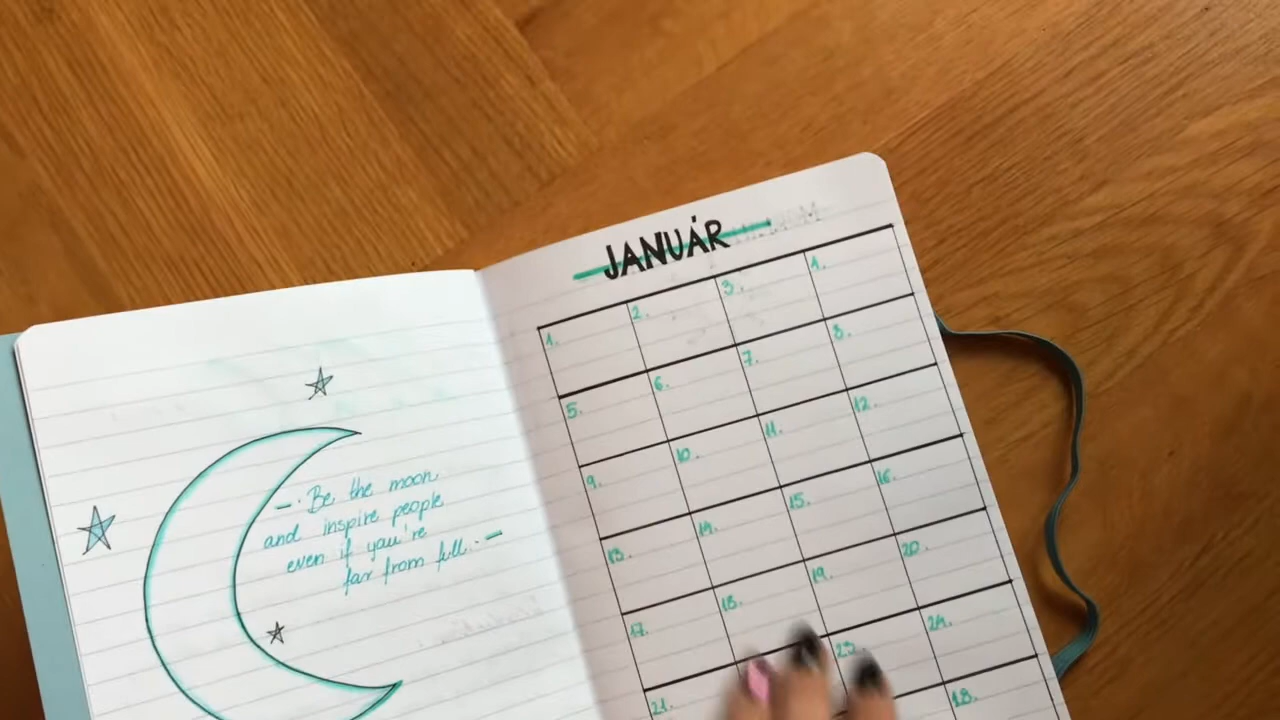 - · Be the moon
and inspire people
even if you're
far from full. -
JANUÁR
1. 2. 3. 4.
5. 6. 7. 8.
9. 10. 11. 12.
13. 14. 15. 16.
17. 18. 19. 20.
21. 23. 24.
28.